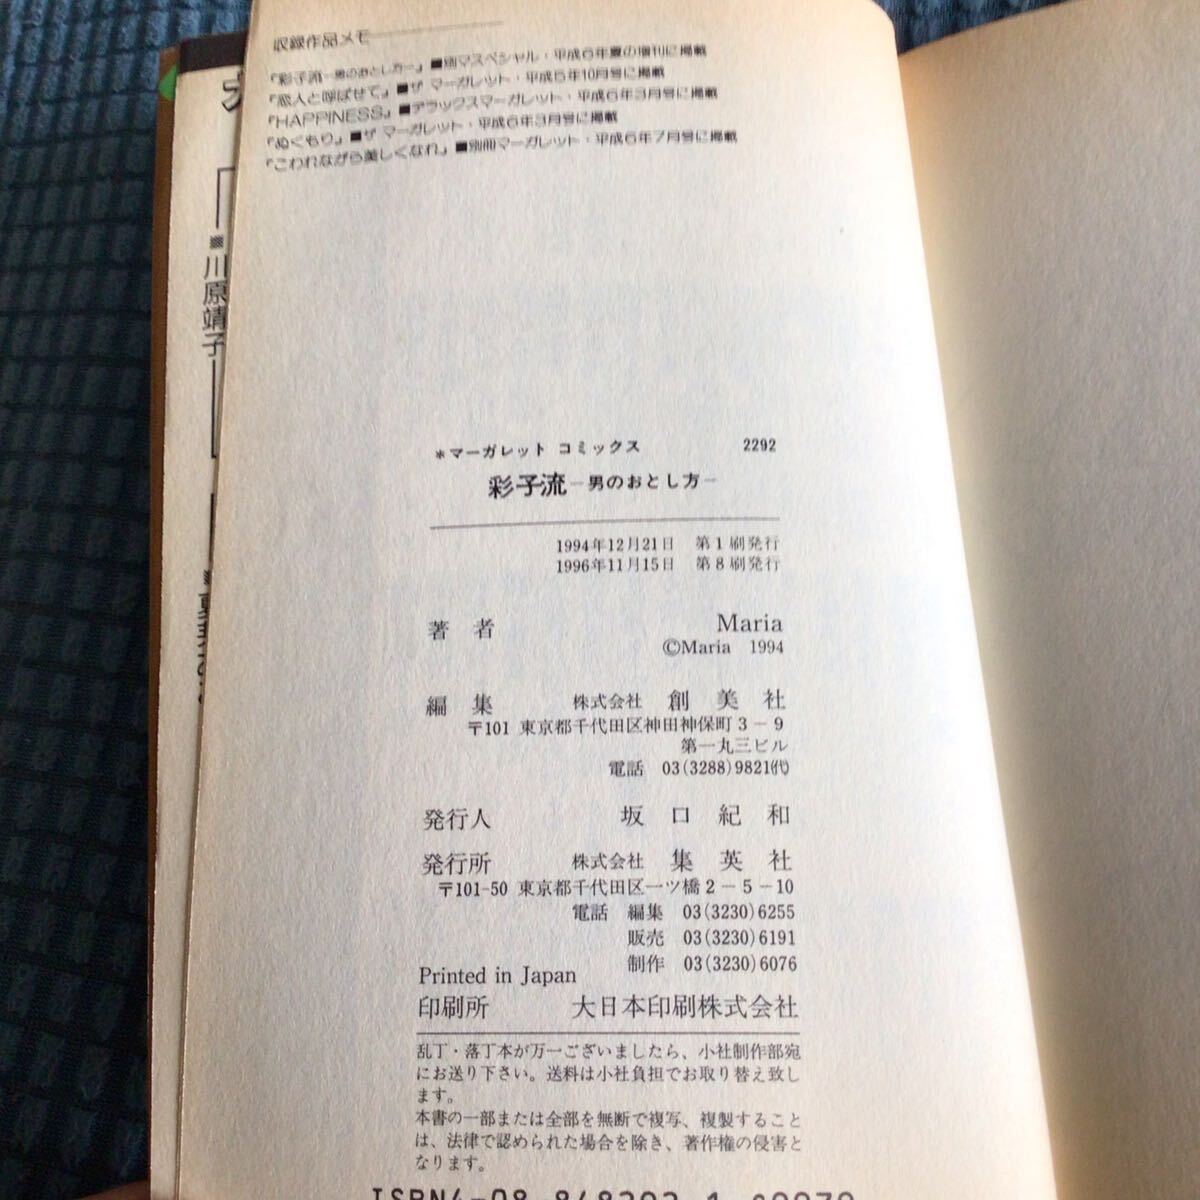 収録作品メモ
『彩子流―男のおとし方―』■別マスペシャル・平成6年夏の増刊に掲載
『恋人と呼ばせて』■ザ マーガレット・平成5年10月号に掲載
『HAPPINESS』■デラックスマーガレット・平成6年3月号に掲載
『ぬくもり』■ザ マーガレット・平成6年3月号に掲載
『こわれながら美しくなれ』■別冊マーガレット・平成6年7月号に掲載
川原靖子
＊マーガレット コミックス 2292
彩子流―男のおとし方―
1994年12月21日 第1刷発行
1996年11月15日 第8刷発行
著者 Maria
©Maria 1994
編集 株式会社 創美社
〒101 東京都千代田区神田神保町3－9
第一丸三ビル
電話 03(3288)9821(代)
発行人 坂口紀和
発行所 株式会社 集英社
〒101-50 東京都千代田区一ツ橋2－5－10
電話 編集 03(3230)6255
販売 03(3230)6191
制作 03(3230)6076
Printed in Japan
印刷所 大日本印刷株式会社
乱丁・落丁本が万一ございましたら、小社制作部宛
にお送り下さい。送料は小社負担でお取り替え致し
ます。
本書の一部または全部を無断で複写、複製すること
は、法律で認められた場合を除き、著作権の侵害と
なります。
ISBN4-08-848292-1